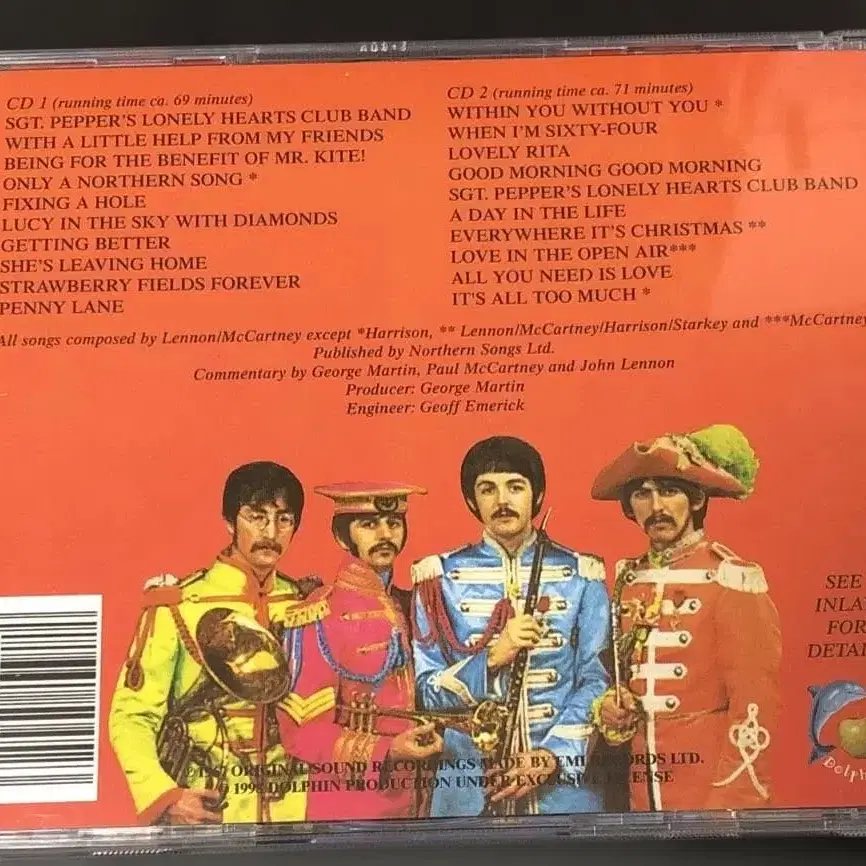 CD 1 (running time ca. 69 minutes)
SGT. PEPPER'S LONELY HEARTS CLUB BAND
WITH A LITTLE HELP FROM MY FRIENDS
BEING FOR THE BENEFIT OF MR. KITE!
ONLY A NORTHERN SONG *
FIXING A HOLE
LUCY IN THE SKY WITH DIAMONDS
GETTING BETTER
SHE'S LEAVING HOME
STRAWBERRY FIELDS FOREVER
PENNY LANE
CD 2 (running time ca. 71 minutes)
WITHIN YOU WITHOUT YOU *
WHEN I'M SIXTY-FOUR
LOVELY RITA
GOOD MORNING GOOD MORNING
SGT. PEPPER'S LONELY HEARTS CLUB BAND
A DAY IN THE LIFE
EVERYWHERE IT'S CHRISTMAS **
LOVE IN THE OPEN AIR***
ALL YOU NEED IS LOVE
IT'S ALL TOO MUCH *
All songs composed by Lennon/McCartney except *Harrison, ** Lennon/McCartney/Harrison/Starkey and ***McCartney
Published by Northern Songs Ltd.
Commentary by George Martin, Paul McCartney and John Lennon
Producer: George Martin
Engineer: Geoff Emerick
SEE
INLA
FOR
DETAI
Dolph
ORIGINAL SOUND RECORDINGS MADE BY EMI RECORDS LTD.
DOLPHIN PRODUCTION UNDER EXCLUSIVE LICENSE